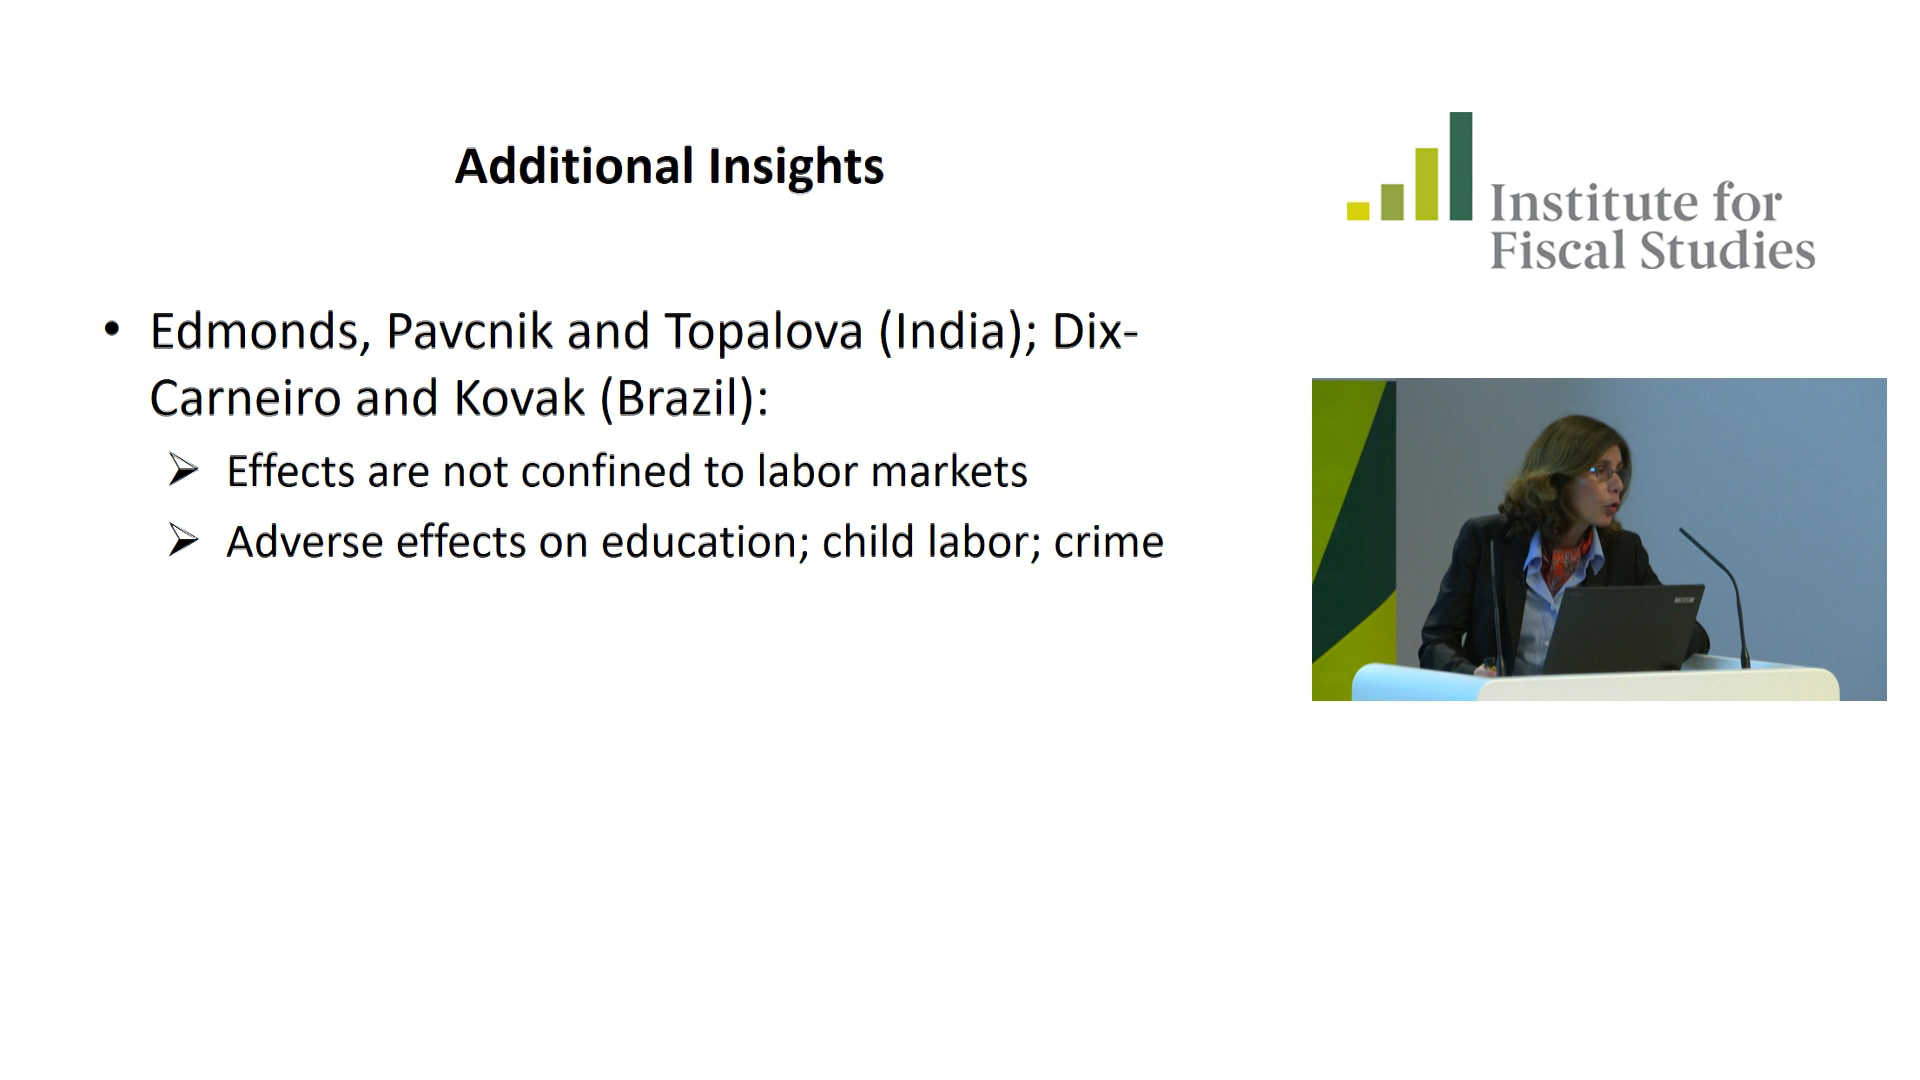 Additional Insights
Institute for
Fiscal Studies
• Edmonds, Pavcnik and Topalova (India); Dix-
Carneiro and Kovak (Brazil):
➢ Effects are not confined to labor markets
➢ Adverse effects on education; child labor; crime